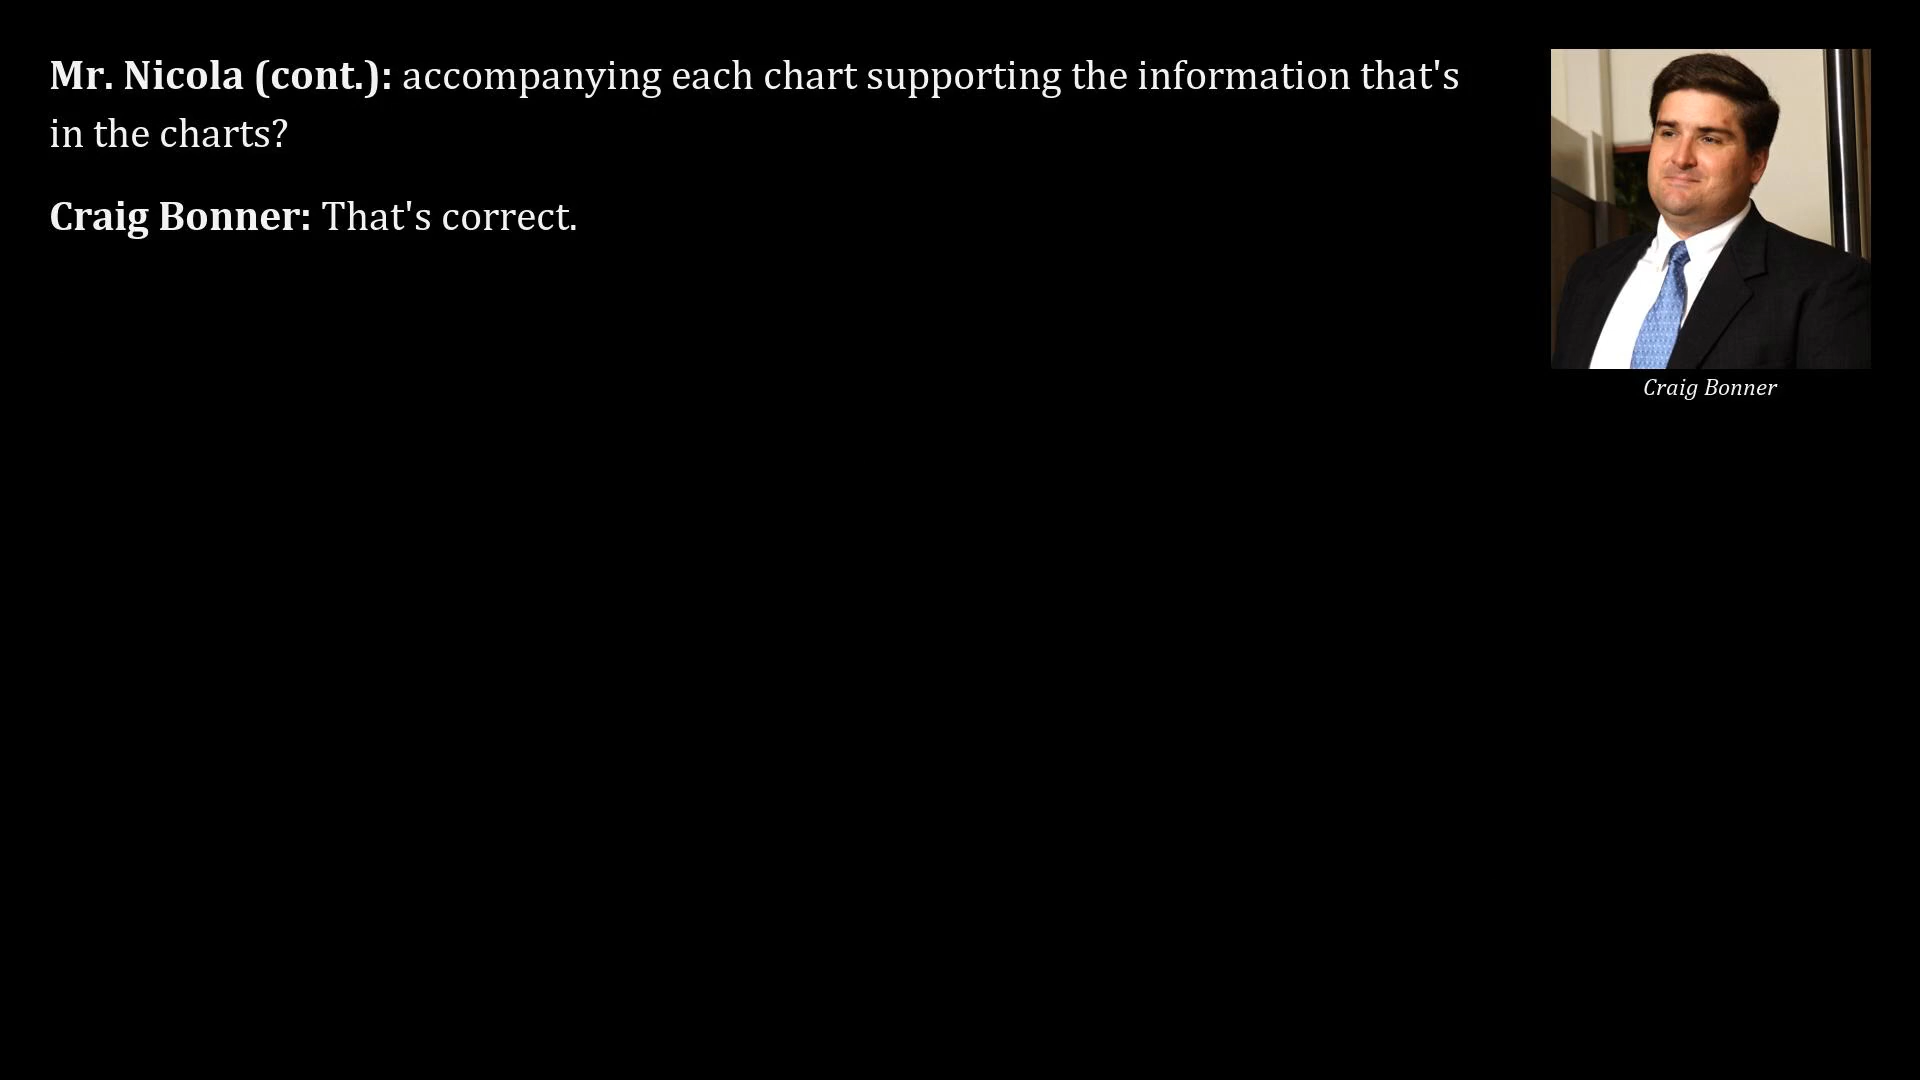 Mr. Nicola (cont.): accompanying each chart supporting the information that's
in the charts?
Craig Bonner: That's correct.
Craig Bonner